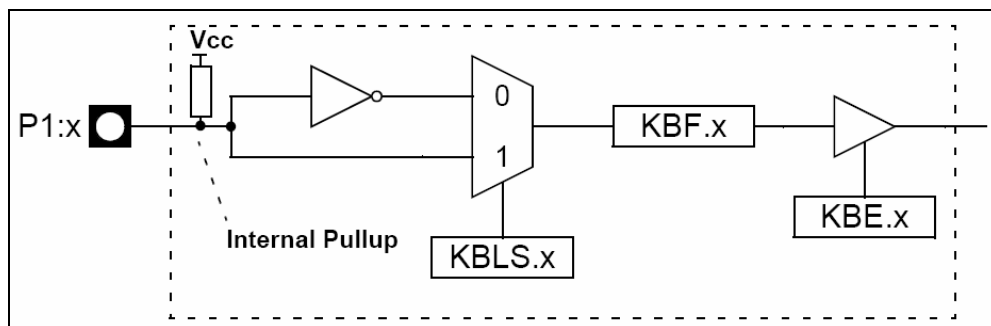 Vcc
P1:x
0
1
KBF.x
KBE.x
KBLS.x
Internal Pullup